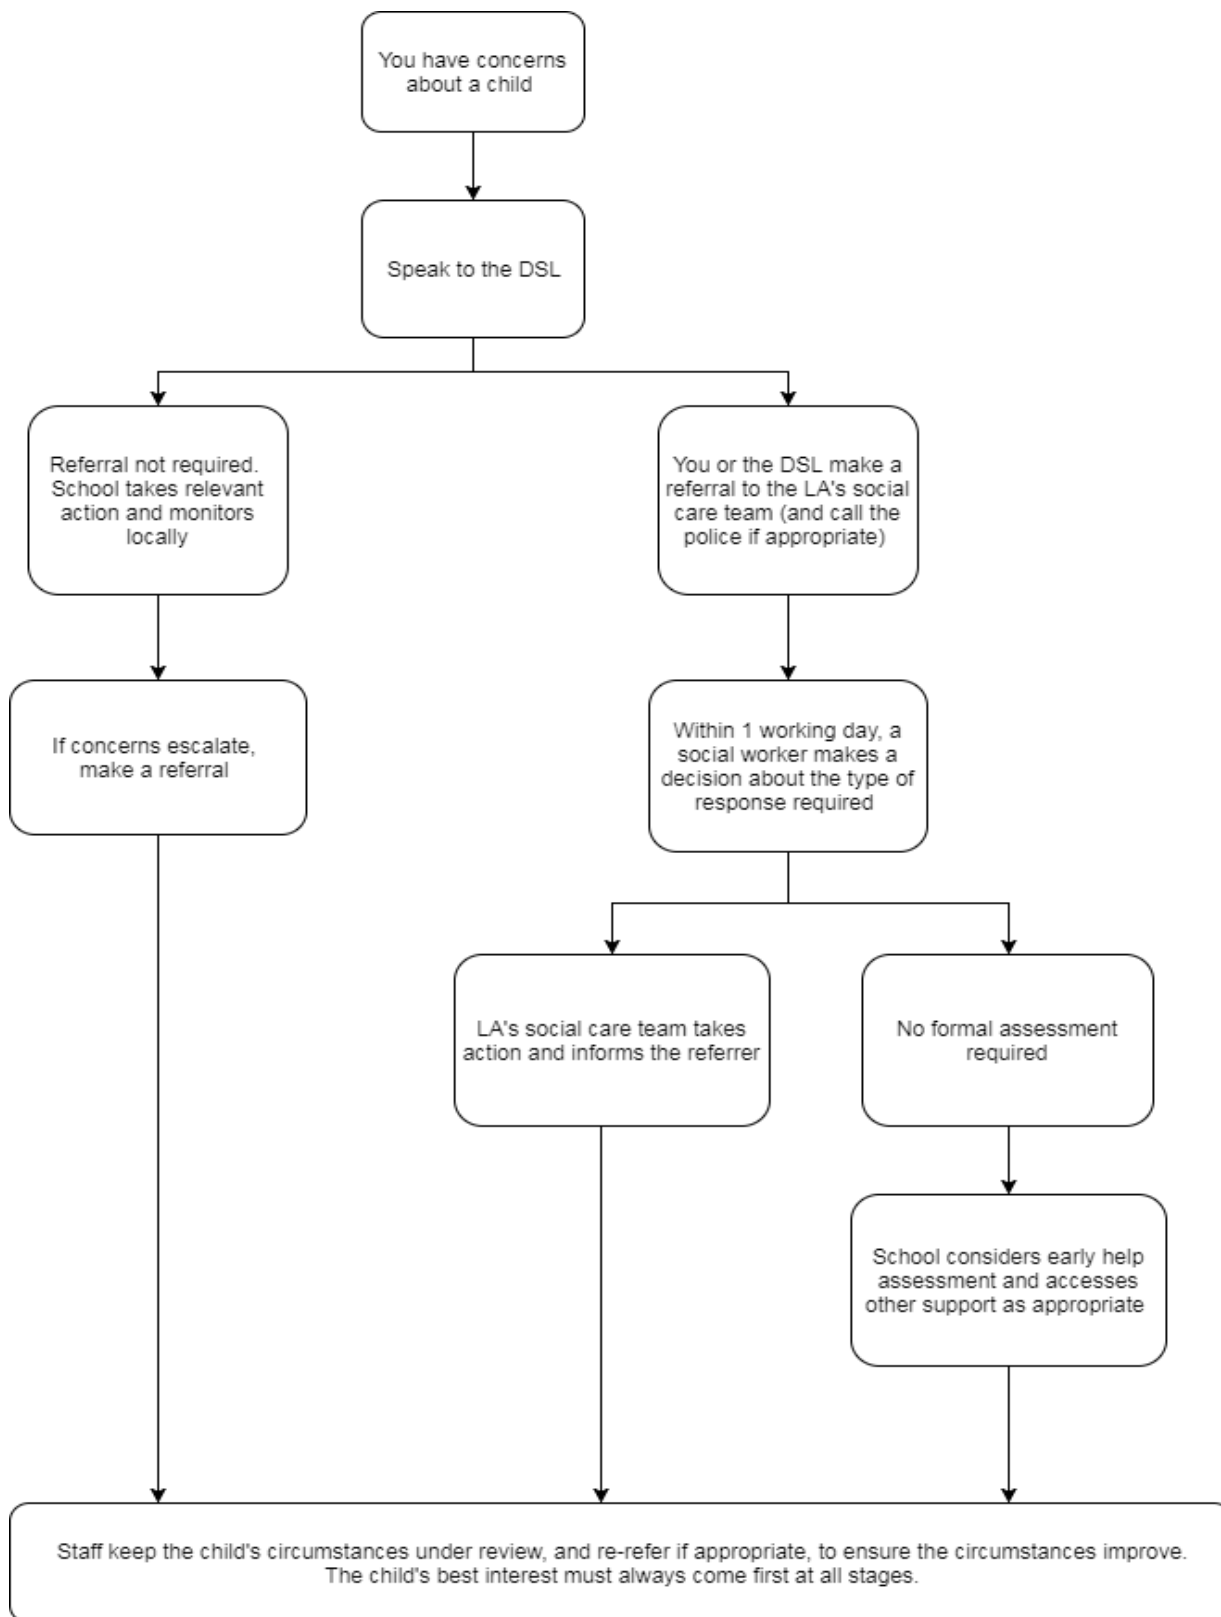 You have concerns
about a child
Speak to the DSL
Referral not required.
School takes relevant
action and monitors
locally
You or the DSL make a
referral to the LA's social
care team (and call the
police if appropriate)
If concerns escalate,
make a referral
Within 1 working day, a
social worker makes a
decision about the type of
response required
LA's social care team takes
action and informs the referrer
No formal assessment
required
School considers early help
assessment and accesses
other support as appropriate
Staff keep the child's circumstances under review, and re-refer if appropriate, to ensure the circumstances improve.
The child's best interest must always come first at all stages.